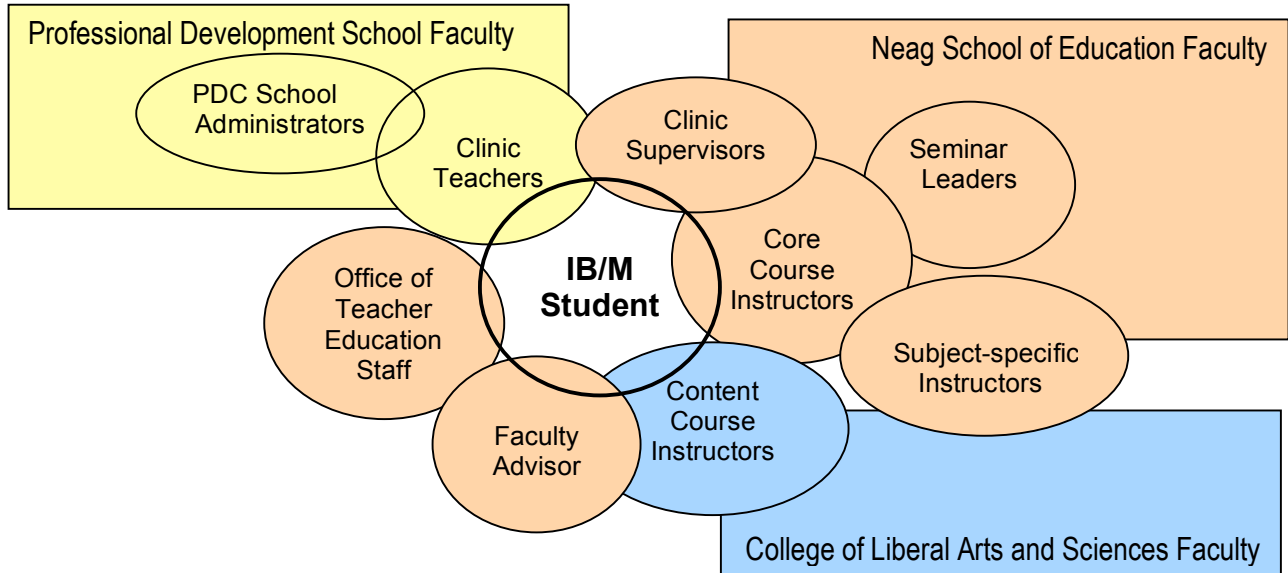 Professional Development School Faculty
PDC School
Administrators
Clinic
Teachers
Clinic
Supervisors
Neag School of Education Faculty
Seminar
Leaders
Core
Course
Instructors
Subject-specific
Instructors
IB/M
Student
Office of
Teacher
Education
Staff
Faculty
Advisor
Content
Course
Instructors
College of Liberal Arts and Sciences Faculty